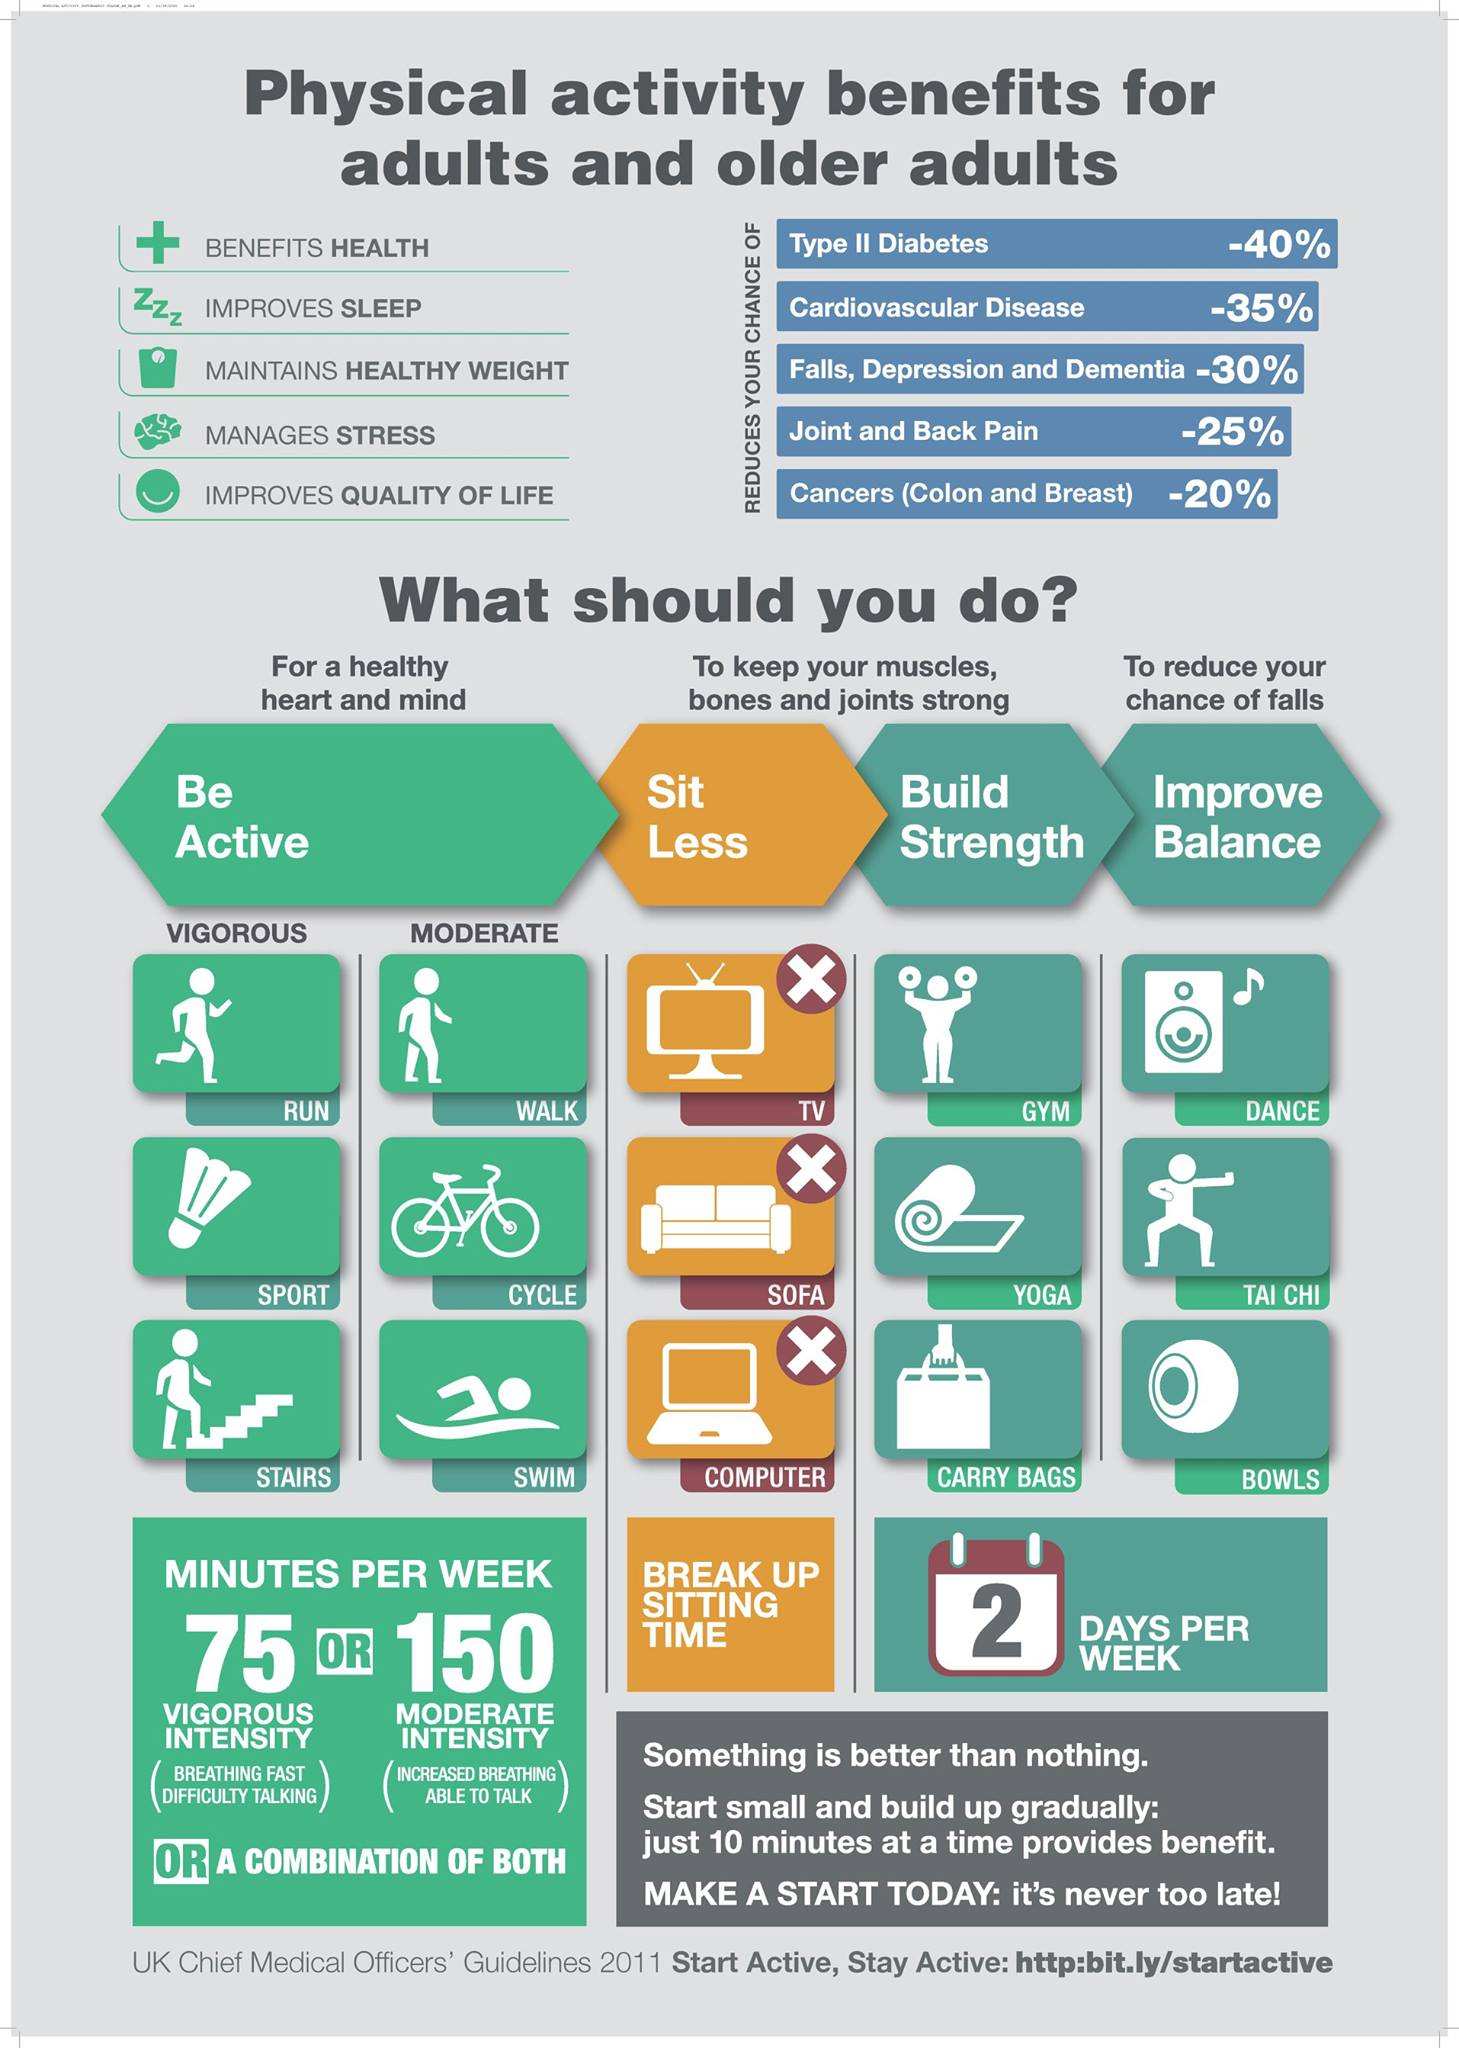 Physical activity benefits for
adults and older adults
BENEFITS HEALTH
IMPROVES SLEEP
MAINTAINS HEALTHY WEIGHT
MANAGES STRESS
IMPROVES QUALITY OF LIFE
REDUCES YOUR CHANCE OF
Type II Diabetes -40%
Cardiovascular Disease -35%
Falls, Depression and Dementia -30%
Joint and Back Pain -25%
Cancers (Colon and Breast) -20%
What should you do?
For a healthy
heart and mind
To keep your muscles,
bones and joints strong
To reduce your
chance of falls
Be
Active
Sit
Less
Build
Strength
Improve
Balance
VIGOROUS
MODERATE
ZZZ
RUN
WALK
TV
GYM
DANCE
SPORT
CYCLE
SOFA
YOGA
TAI CHI
STAIRS
SWIM
COMPUTER
CARRY BAGS
BOWLS
MINUTES PER WEEK
75 OR 150
VIGOROUS
INTENSITY
(BREATHING FAST
DIFFICULTY TALKING)
MODERATE
INTENSITY
(INCREASED BREATHING
ABLE TO TALK)
OR A COMBINATION OF BOTH
BREAK UP
SITTING
TIME
2
DAYS PER
WEEK
Something is better than nothing.
Start small and build up gradually:
just 10 minutes at a time provides benefit.
MAKE A START TODAY: it's never too late!
UK Chief Medical Officers' Guidelines 2011 Start Active, Stay Active: http:bit.ly/startactive